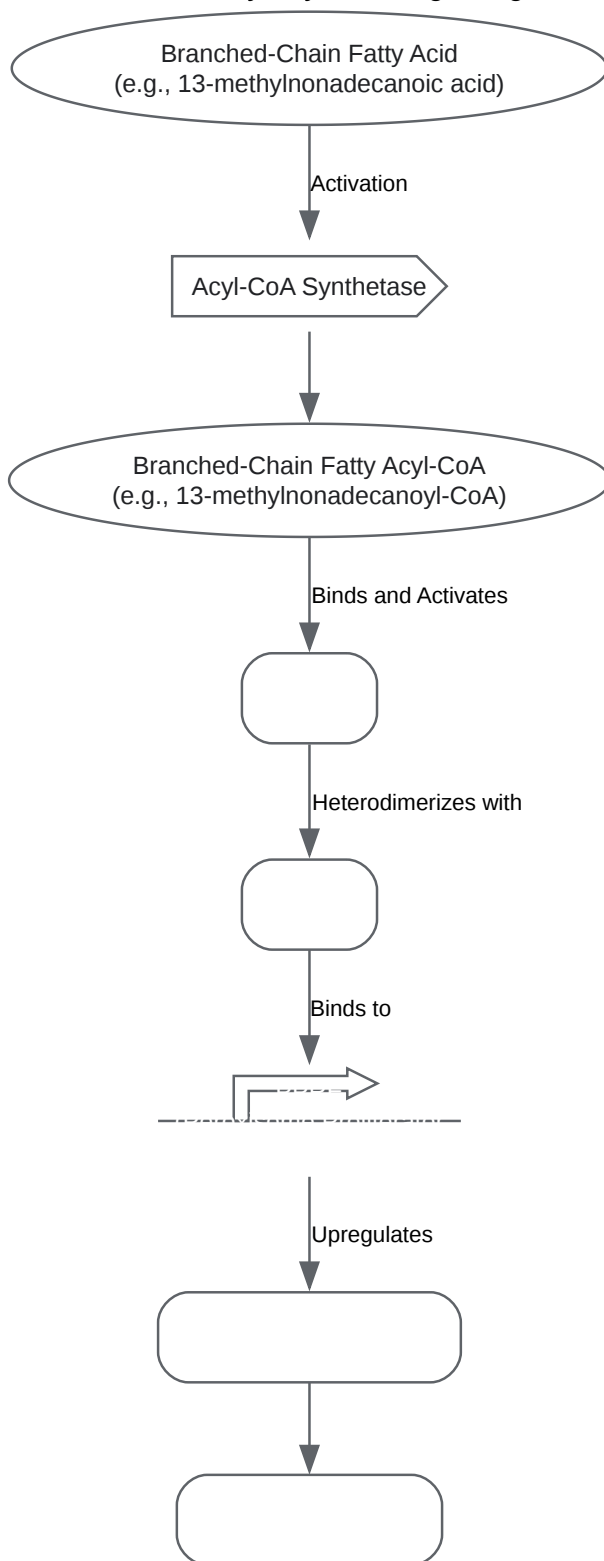 Branched-Chain Fatty Acid
(e.g., 13-methylnonadecanoic acid)
Activation
Acyl-CoA Synthetase
Branched-Chain Fatty Acyl-CoA
(e.g., 13-methylnonadecanoyl-CoA)
Binds and Activates
Heterodimerizes with
Binds to
Upregulates